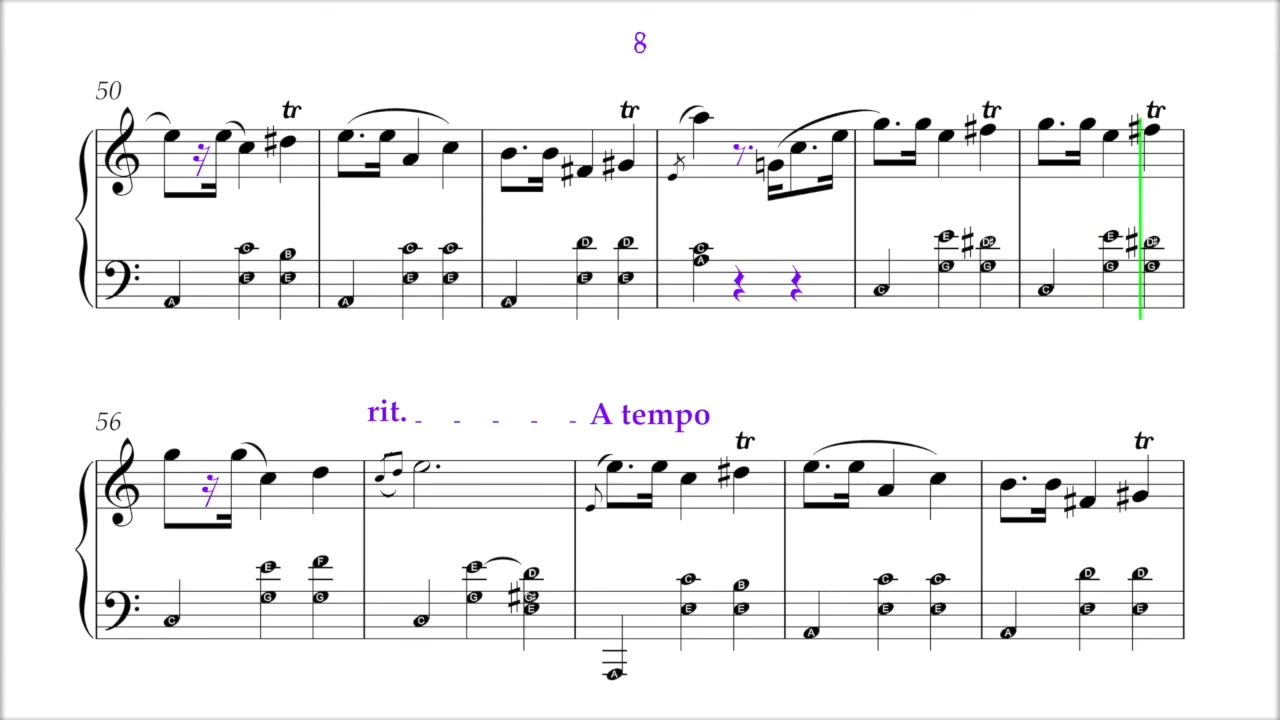 8
50
tr tr tr tr
C B C C D D C E D# E D#
A E E A E E A E E A C G G C G G
56
rit. A tempo
tr tr
E F E D C B C C D D
C G G C G G E E E A E E A E E
A